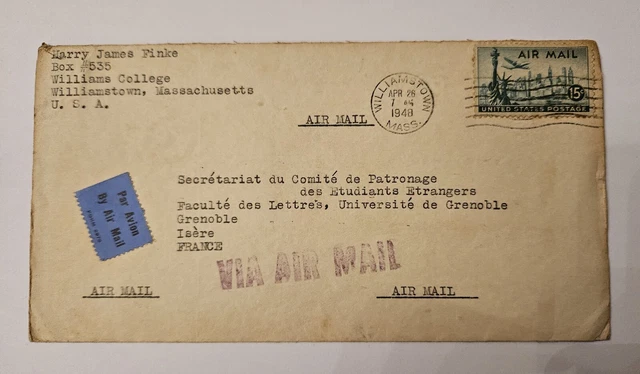 Harry James Finke
Box #535
Williams College
Williamstown, Massachusetts
U. S. A.
WILLIAMSTOWN
APR 26
1948
MASS.
AIR MAIL
15¢
UNITED STATES POSTAGE
AIR MAIL
Secrétariat du Comité de Patronage
des Etudiants Etrangers
Faculté des Lettres, Université de Grenoble
Grenoble
Isère
FRANCE
Par Avion
By Air Mail
VIA AIR MAIL
AIR MAIL
AIR MAIL